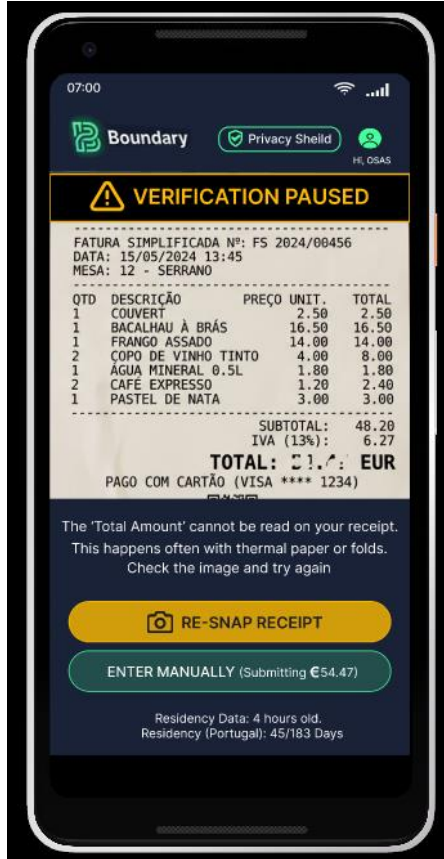 07:00
Boundary
Privacy Sheild
Hi, OSAS
VERIFICATION PAUSED
FATURA SIMPLIFICADA Nº: FS 2024/00456
DATA: 15/05/2024 13:45
MESA: 12 - SERRANO
QTD DESCRIÇÃO PREÇO UNIT. TOTAL
1 COUVERT 2.50 2.50
1 BACALHAU À BRÁS 16.50 16.50
1 FRANGO ASSADO 14.00 14.00
2 ÇOPO DE VINHO TINTO 4.00 8.00
1 ÁGUA MINERAL 0.5L 1.80 1.80
2 CAFÉ EXPRESSO 1.20 2.40
1 PASTEL DE NATA 3.00 3.00
SUBTOTAL: 48.20
IVA (13%): 6.27
TOTAL: EUR
PAGO COM CARTÃO (VISA **** 1234)
The 'Total Amount' cannot be read on your receipt.
This happens often with thermal paper or folds.
Check the image and try again
RE-SNAP RECEIPT
ENTER MANUALLY (Submitting €54.47)
Residency Data: 4 hours old.
Residency (Portugal): 45/183 Days